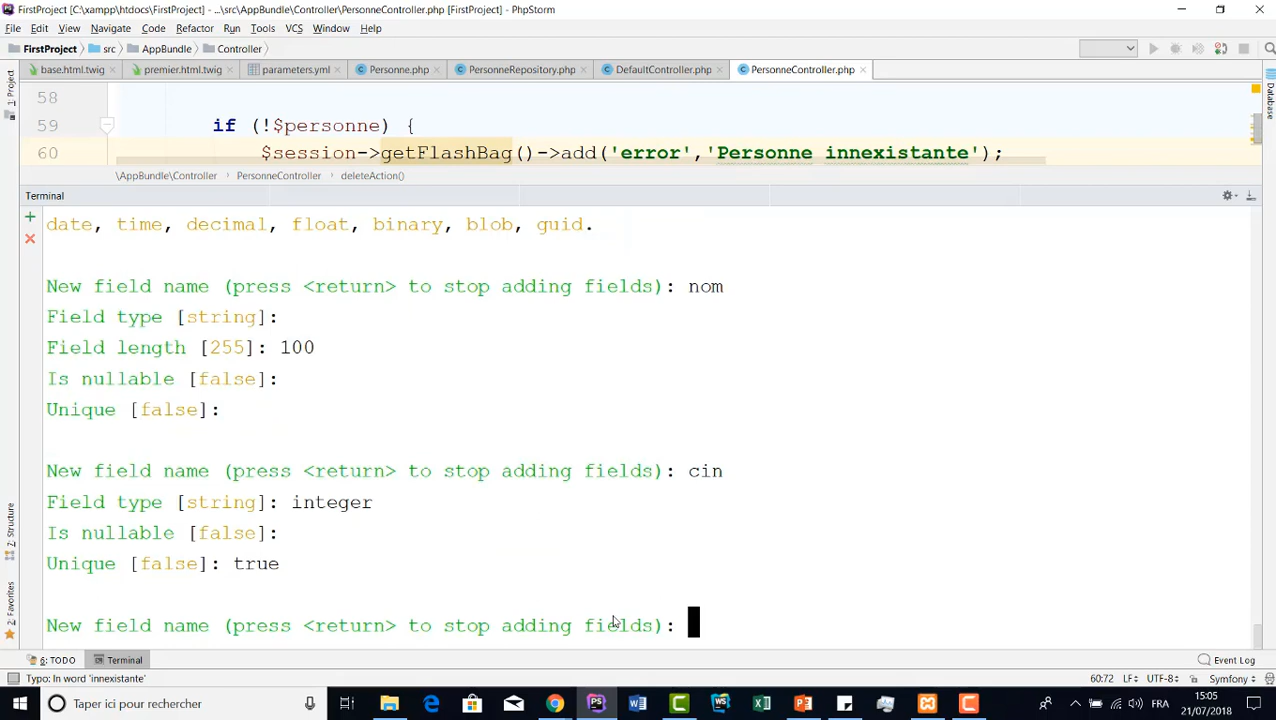 FirstProject [C:\xampp\htdocs\FirstProject] - ...\src\AppBundle\Controller\PersonneController.php [FirstProject] - PhpStorm
File Edit View Navigate Code Refactor Run Tools VCS Window Help
FirstProject src AppBundle Controller
base.html.twig premier.html.twig parameters.yml Personne.php PersonneRepository.php DefaultController.php PersonneController.php
58
59 if (!$personne) {
60 $session->getFlashBag()->add('error','Personne innexistante');
\AppBundle\Controller PersonneController deleteAction()
Terminal
date, time, decimal, float, binary, blob, guid.
New field name (press <return> to stop adding fields): nom
Field type [string]:
Field length [255]: 100
Is nullable [false]:
Unique [false]:
New field name (press <return> to stop adding fields): cin
Field type [string]: integer
Is nullable [false]:
Unique [false]: true
New field name (press <return> to stop adding fields):
1: Project
Z: Structure
2: Favorites
Database
6: TODO Terminal Event Log
Typo: In word 'innexistante' 60:72 LF÷ UTF-8÷ Symfony÷
Taper ici pour rechercher
15:05
21/07/2018